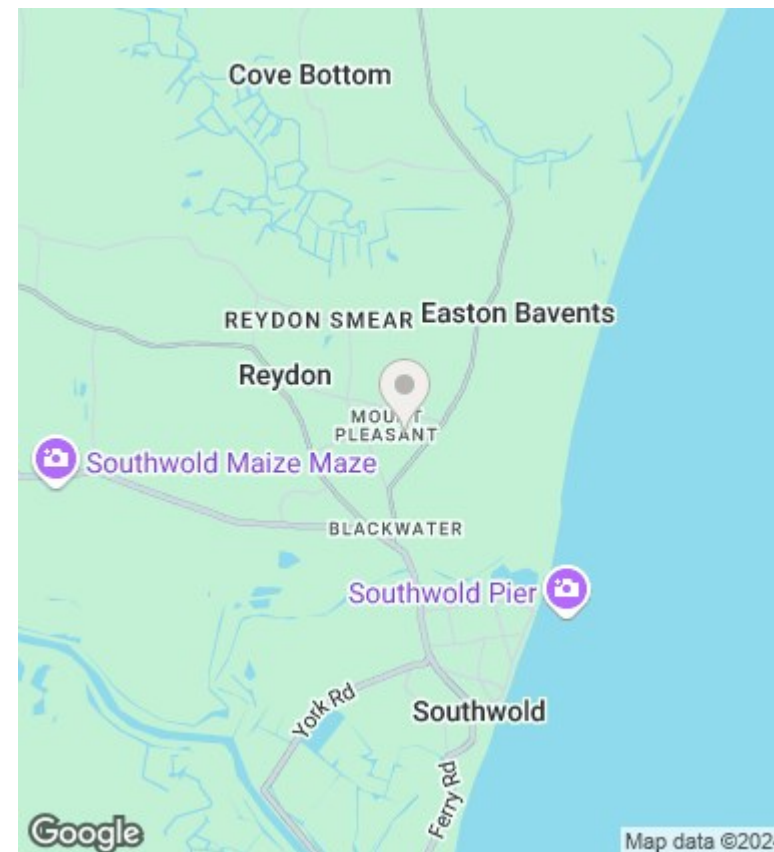 Cove Bottom
REYDON SMEAR
Easton Bavents
Reydon
MOUNT
PLEASANT
Southwold Maize Maze
BLACKWATER
Southwold Pier
York Rd
Southwold
Ferry Rd
Google
Map data ©202